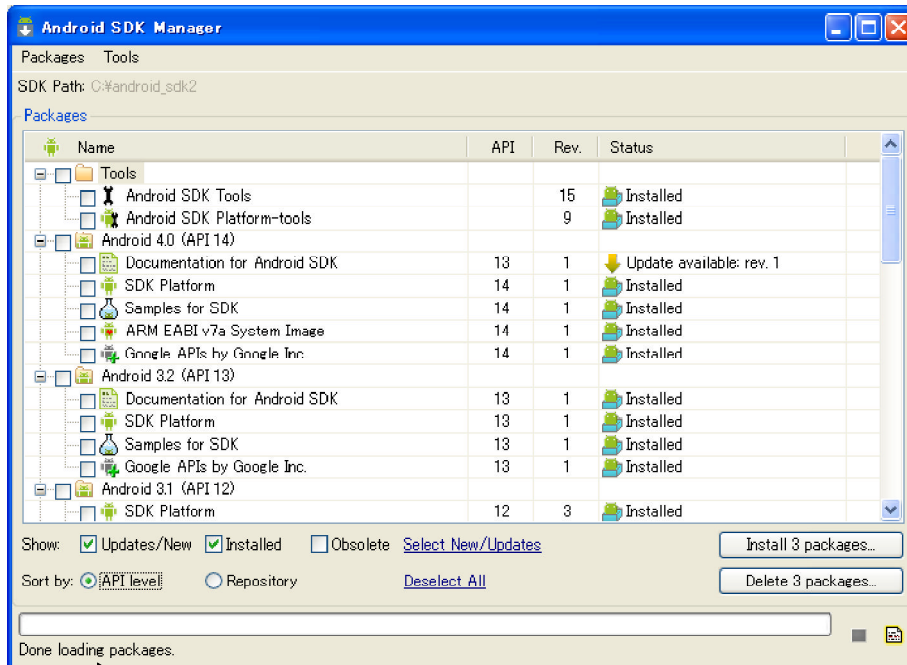 Android SDK Manager
Packages Tools
SDK Path: C:¥android_sdk2
Packages
Name API Rev. Status
Tools
Android SDK Tools 15 Installed
Android SDK Platform-tools 9 Installed
Android 4.0 (API 14)
Documentation for Android SDK 13 1 Update available: rev. 1
SDK Platform 14 1 Installed
Samples for SDK 14 1 Installed
ARM EABI v7a System Image 14 1 Installed
Google APIs by Google Inc. 14 1 Installed
Android 3.2 (API 13)
Documentation for Android SDK 13 1 Installed
SDK Platform 13 1 Installed
Samples for SDK 13 1 Installed
Google APIs by Google Inc. 13 1 Installed
Android 3.1 (API 12)
SDK Platform 12 3 Installed
Show: Updates/New Installed Obsolete Select New/Updates Install 3 packages...
Sort by: API level Repository Deselect All Delete 3 packages...
Done loading packages.